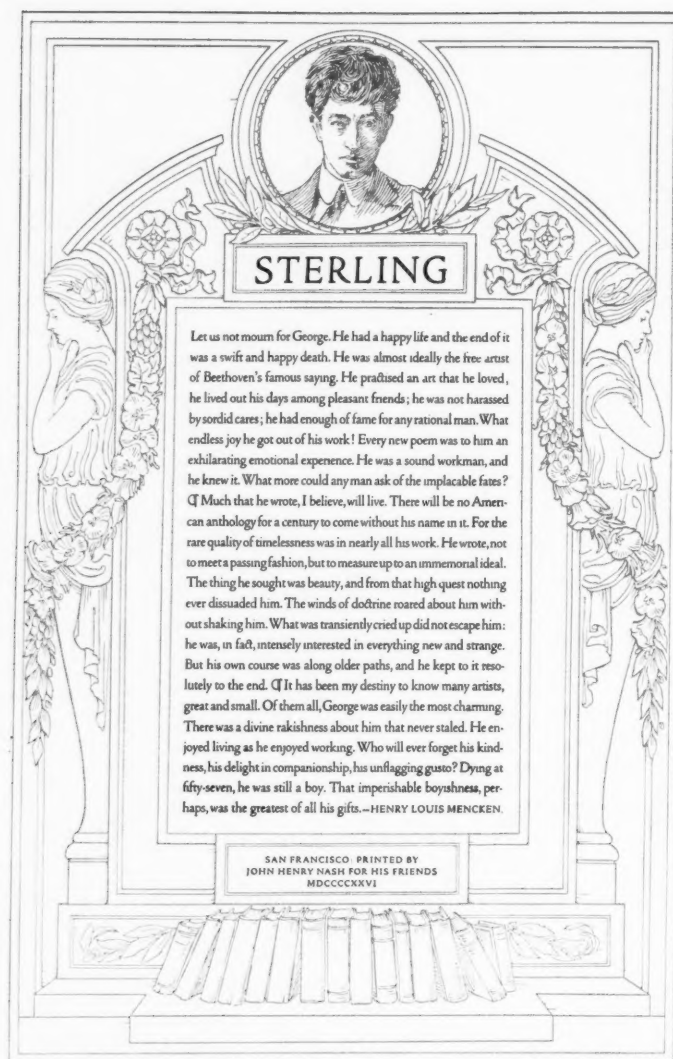 STERLING
Let us not mourn for George. He had a happy life and the end of it
was a swift and happy death. He was almost ideally the free artist
of Beethoven's famous saying. He practised an art that he loved,
he lived out his days among pleasant friends; he was not harassed
by sordid cares; he had enough of fame for any rational man. What
endless joy he got out of his work! Every new poem was to him an
exhilarating emotional experience. He was a sound workman, and
he knew it. What more could any man ask of the implacable fates?
¶ Much that he wrote, I believe, will live. There will be no Ameri-
can anthology for a century to come without his name in it. For the
rare quality of timelessness was in nearly all his work. He wrote, not
to meet a passing fashion, but to measure up to an immemorial ideal.
The thing he sought was beauty, and from that high quest nothing
ever dissuaded him. The winds of doctrine roared about him with-
out shaking him. What was transiently cried up did not escape him:
he was, in fact, intensely interested in everything new and strange.
But his own course was along older paths, and he kept to it reso-
lutely to the end. ¶ It has been my destiny to know many artists,
great and small. Of them all, George was easily the most charming.
There was a divine rakishness about him that never staled. He en-
joyed living as he enjoyed working. Who will ever forget his kind-
ness, his delight in companionship, his unflagging gusto? Dying at
fifty-seven, he was still a boy. That imperishable boyishness, per-
haps, was the greatest of all his gifts.—HENRY LOUIS MENCKEN.
SAN FRANCISCO: PRINTED BY
JOHN HENRY NASH FOR HIS FRIENDS
MDCCCCXXVI